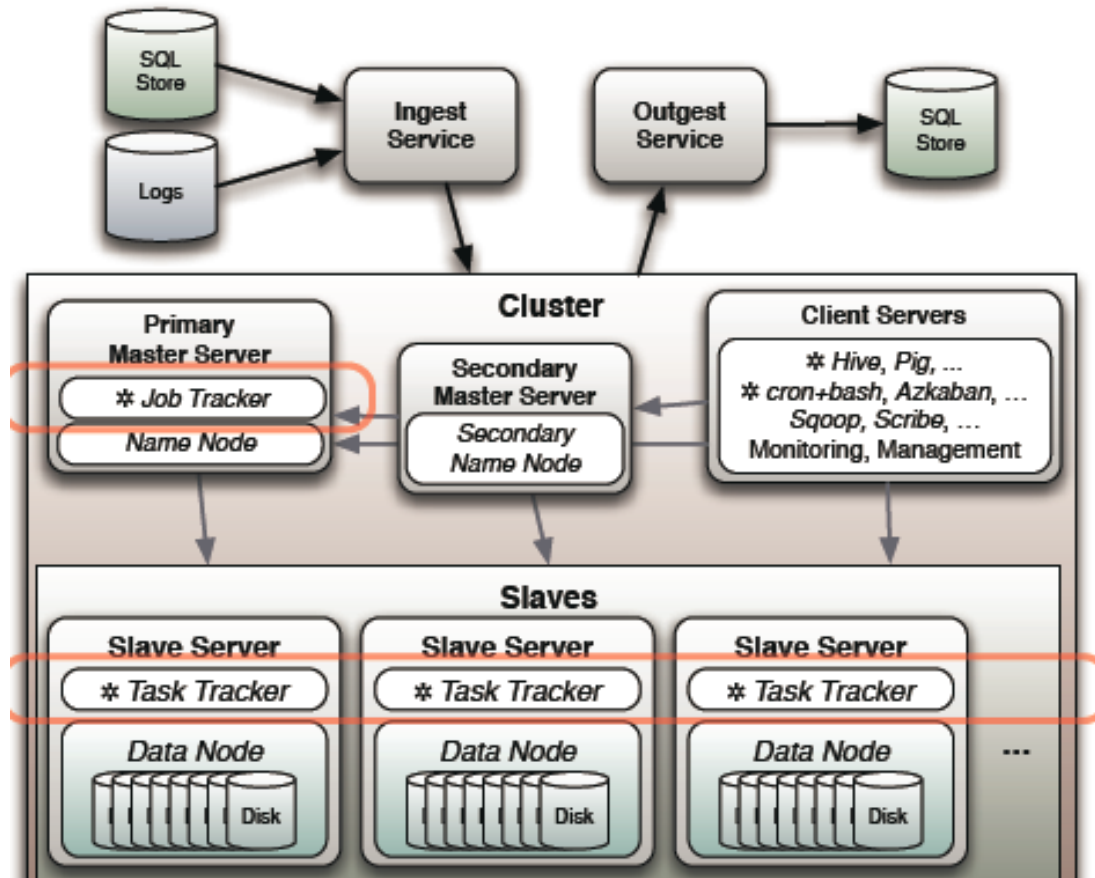 SQL
Store
Logs
Ingest
Service
Outgest
Service
SQL
Store
Cluster
Primary
Master Server
✲ Job Tracker
Name Node
Secondary
Master Server
Secondary
Name Node
Client Servers
✲ Hive, Pig, ...
✲ cron+bash, Azkaban, ...
Sqoop, Scribe, ...
Monitoring, Management
Slaves
Slave Server
✲ Task Tracker
Data Node
Disk
Slave Server
✲ Task Tracker
Data Node
Disk
Slave Server
✲ Task Tracker
Data Node
Disk
...